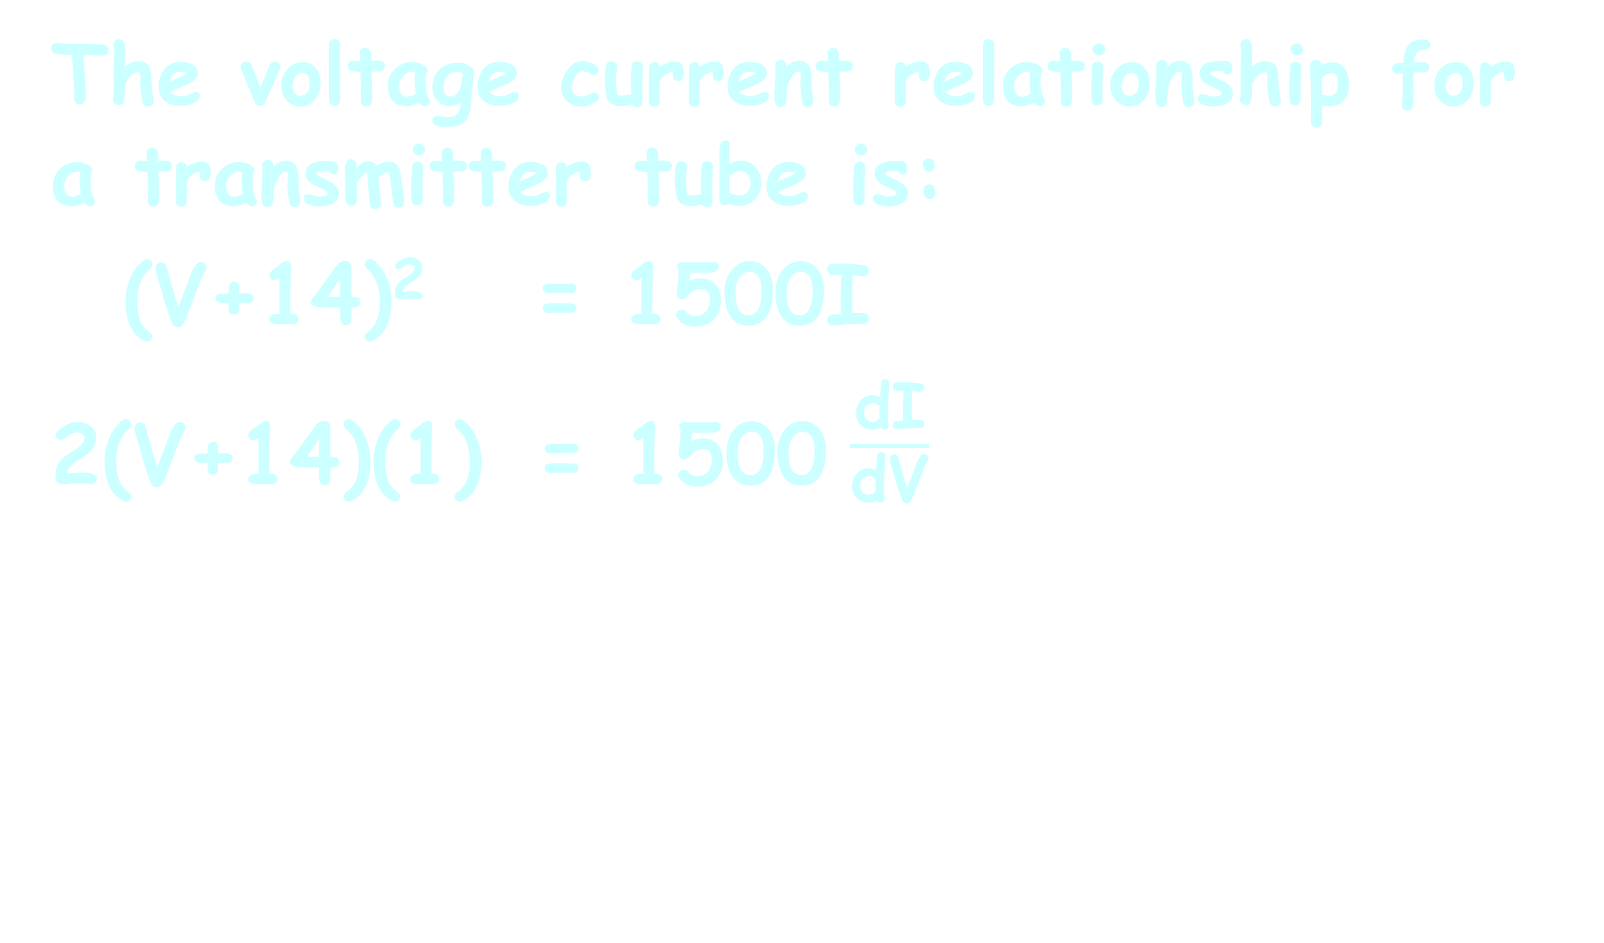 The voltage current relationship for
a transmitter tube is:
(V+14)² = 1500I
2(V+14)(1) = 1500 dI/dV